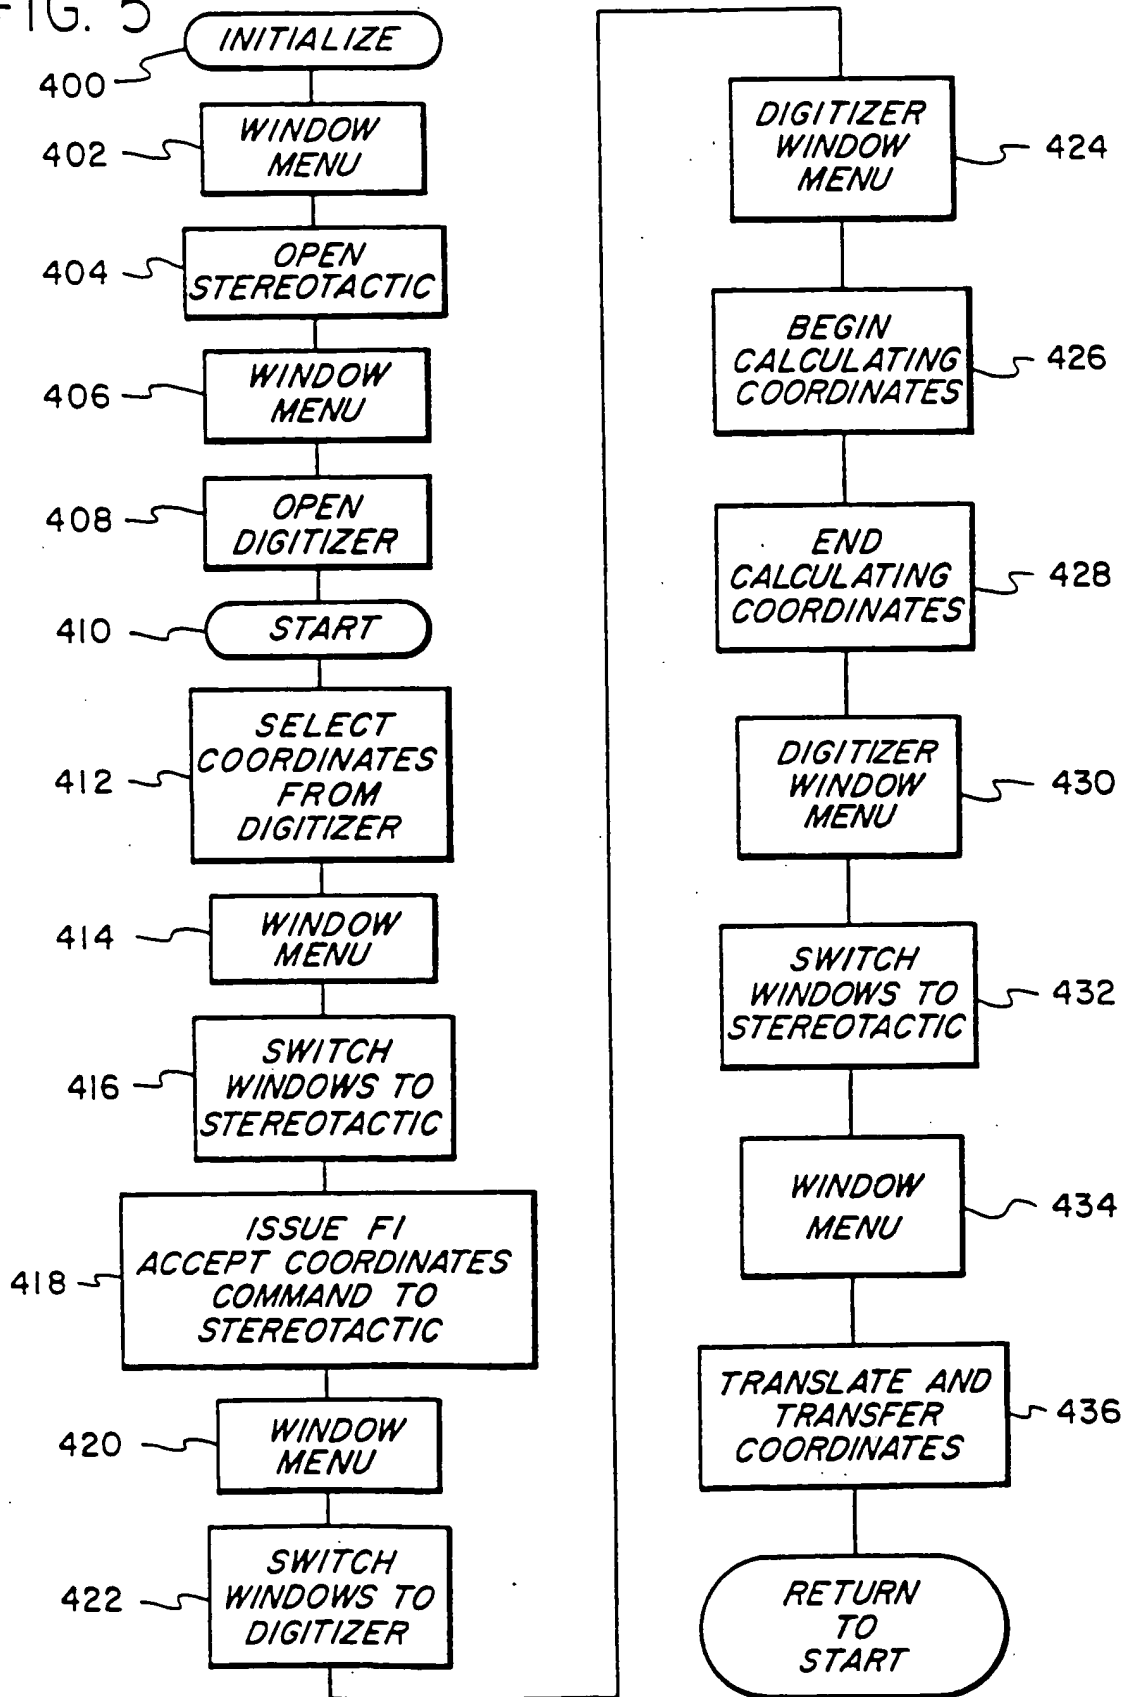 FIG. 5
INITIALIZE
400
WINDOW
MENU
402
OPEN
STEREOTACTIC
404
WINDOW
MENU
406
OPEN
DIGITIZER
408
START
410
SELECT
COORDINATES
FROM
DIGITIZER
412
WINDOW
MENU
414
SWITCH
WINDOWS TO
STEREOTACTIC
416
ISSUE F1
ACCEPT COORDINATES
COMMAND TO
STEREOTACTIC
418
WINDOW
MENU
420
SWITCH
WINDOWS TO
DIGITIZER
422
DIGITIZER
WINDOW
MENU
424
BEGIN
CALCULATING
COORDINATES
426
END
CALCULATING
COORDINATES
428
DIGITIZER
WINDOW
MENU
430
SWITCH
WINDOWS TO
STEREOTACTIC
432
WINDOW
MENU
434
TRANSLATE AND
TRANSFER
COORDINATES
436
RETURN
TO
START